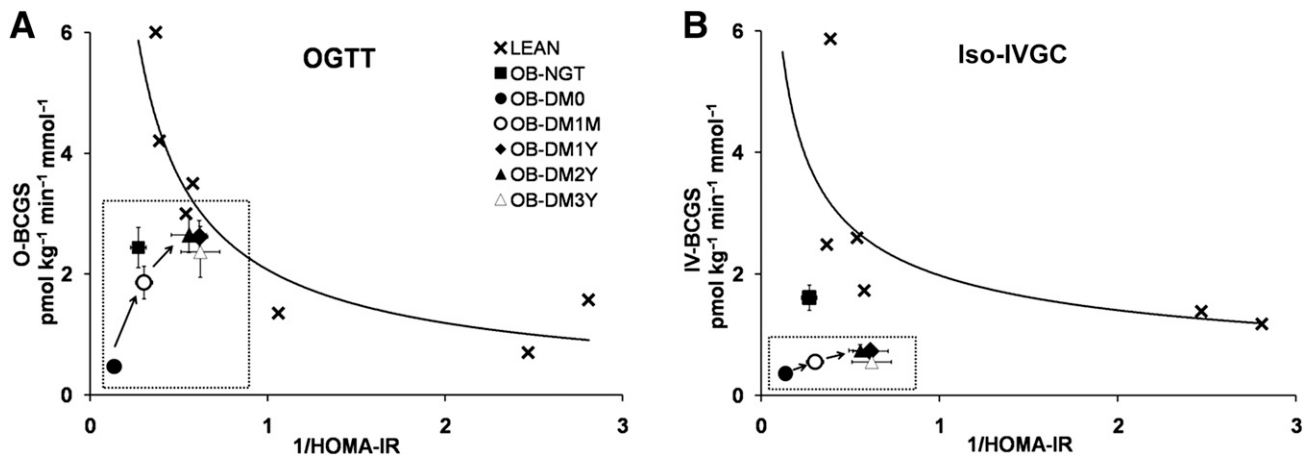 A
OGTT
LEAN
OB-NGT
OB-DM0
OB-DM1M
OB-DM1Y
OB-DM2Y
OB-DM3Y
O-BCGS
pmol kg⁻¹ min⁻¹ mmol⁻¹
6
4
2
0
0 1 2 3
1/HOMA-IR
B
Iso-IVGC
IV-BCGS
pmol kg⁻¹ min⁻¹ mmol⁻¹
6
4
2
0
0 1 2 3
1/HOMA-IR